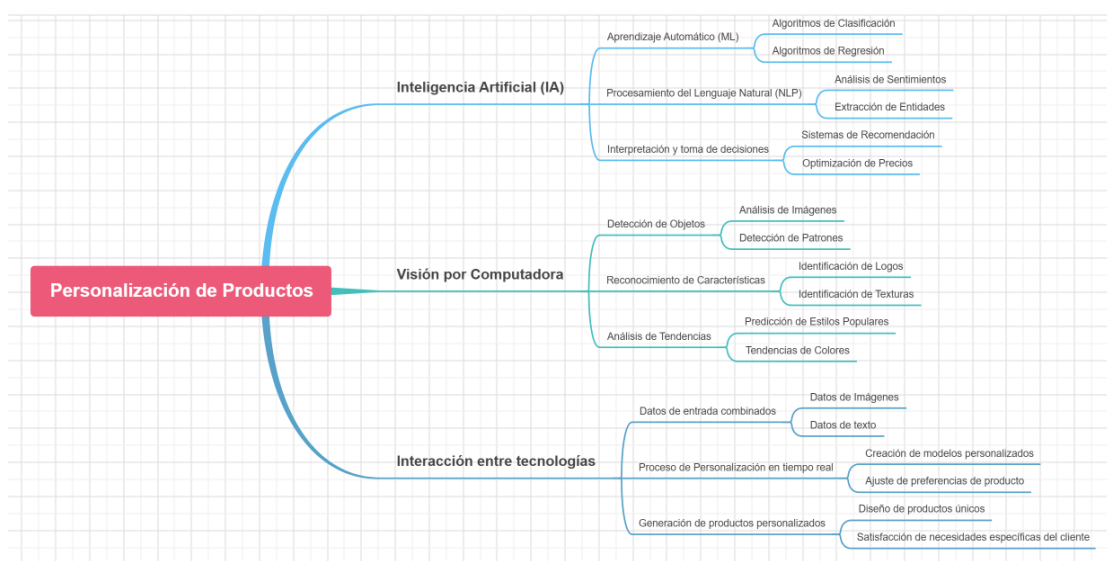 Personalización de Productos
Inteligencia Artificial (IA)
Aprendizaje Automático (ML)
Algoritmos de Clasificación
Algoritmos de Regresión
Procesamiento del Lenguaje Natural (NLP)
Análisis de Sentimientos
Extracción de Entidades
Interpretación y toma de decisiones
Sistemas de Recomendación
Optimización de Precios
Visión por Computadora
Detección de Objetos
Análisis de Imágenes
Detección de Patrones
Reconocimiento de Características
Identificación de Logos
Identificación de Texturas
Análisis de Tendencias
Predicción de Estilos Populares
Tendencias de Colores
Interacción entre tecnologías
Datos de entrada combinados
Datos de Imágenes
Datos de texto
Proceso de Personalización en tiempo real
Creación de modelos personalizados
Ajuste de preferencias de producto
Generación de productos personalizados
Diseño de productos únicos
Satisfacción de necesidades específicas del cliente